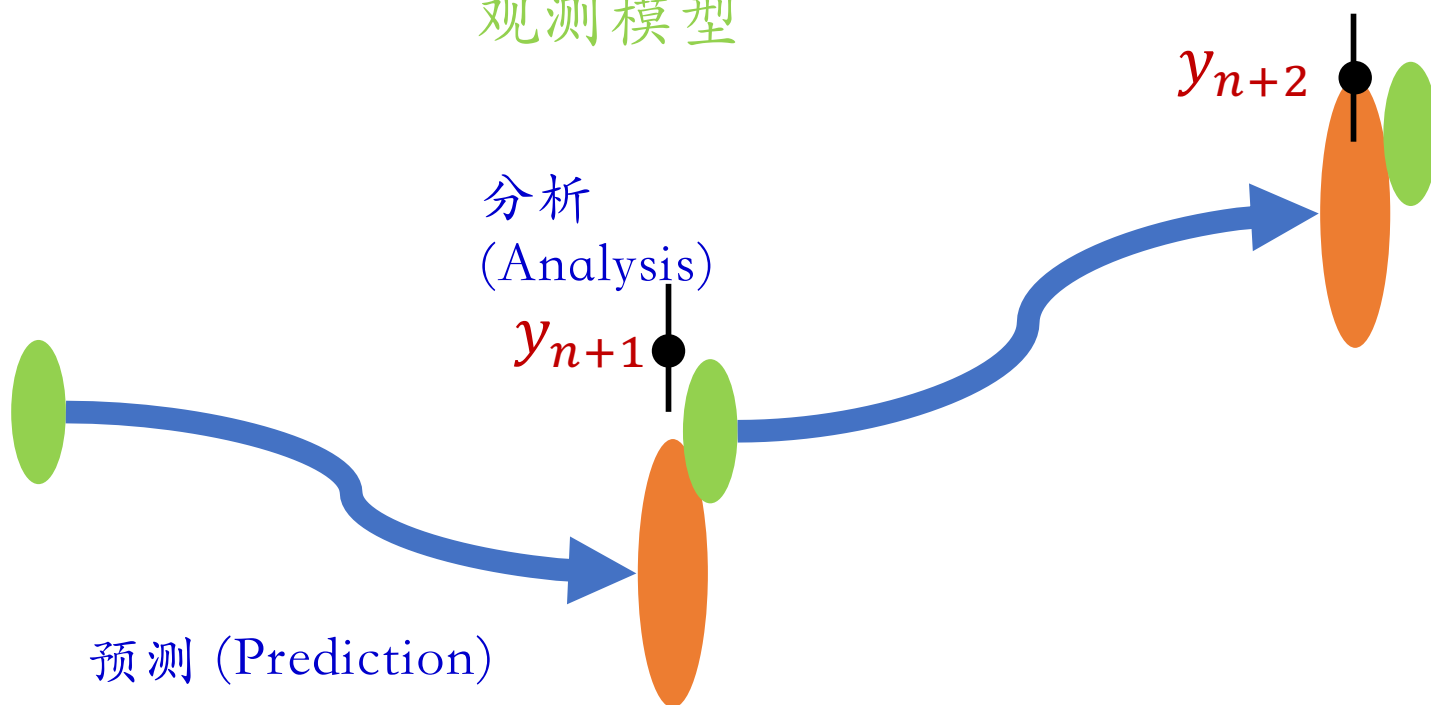 观测模型
y_{n+2}
分析
(Analysis)
y_{n+1}
预测 (Prediction)